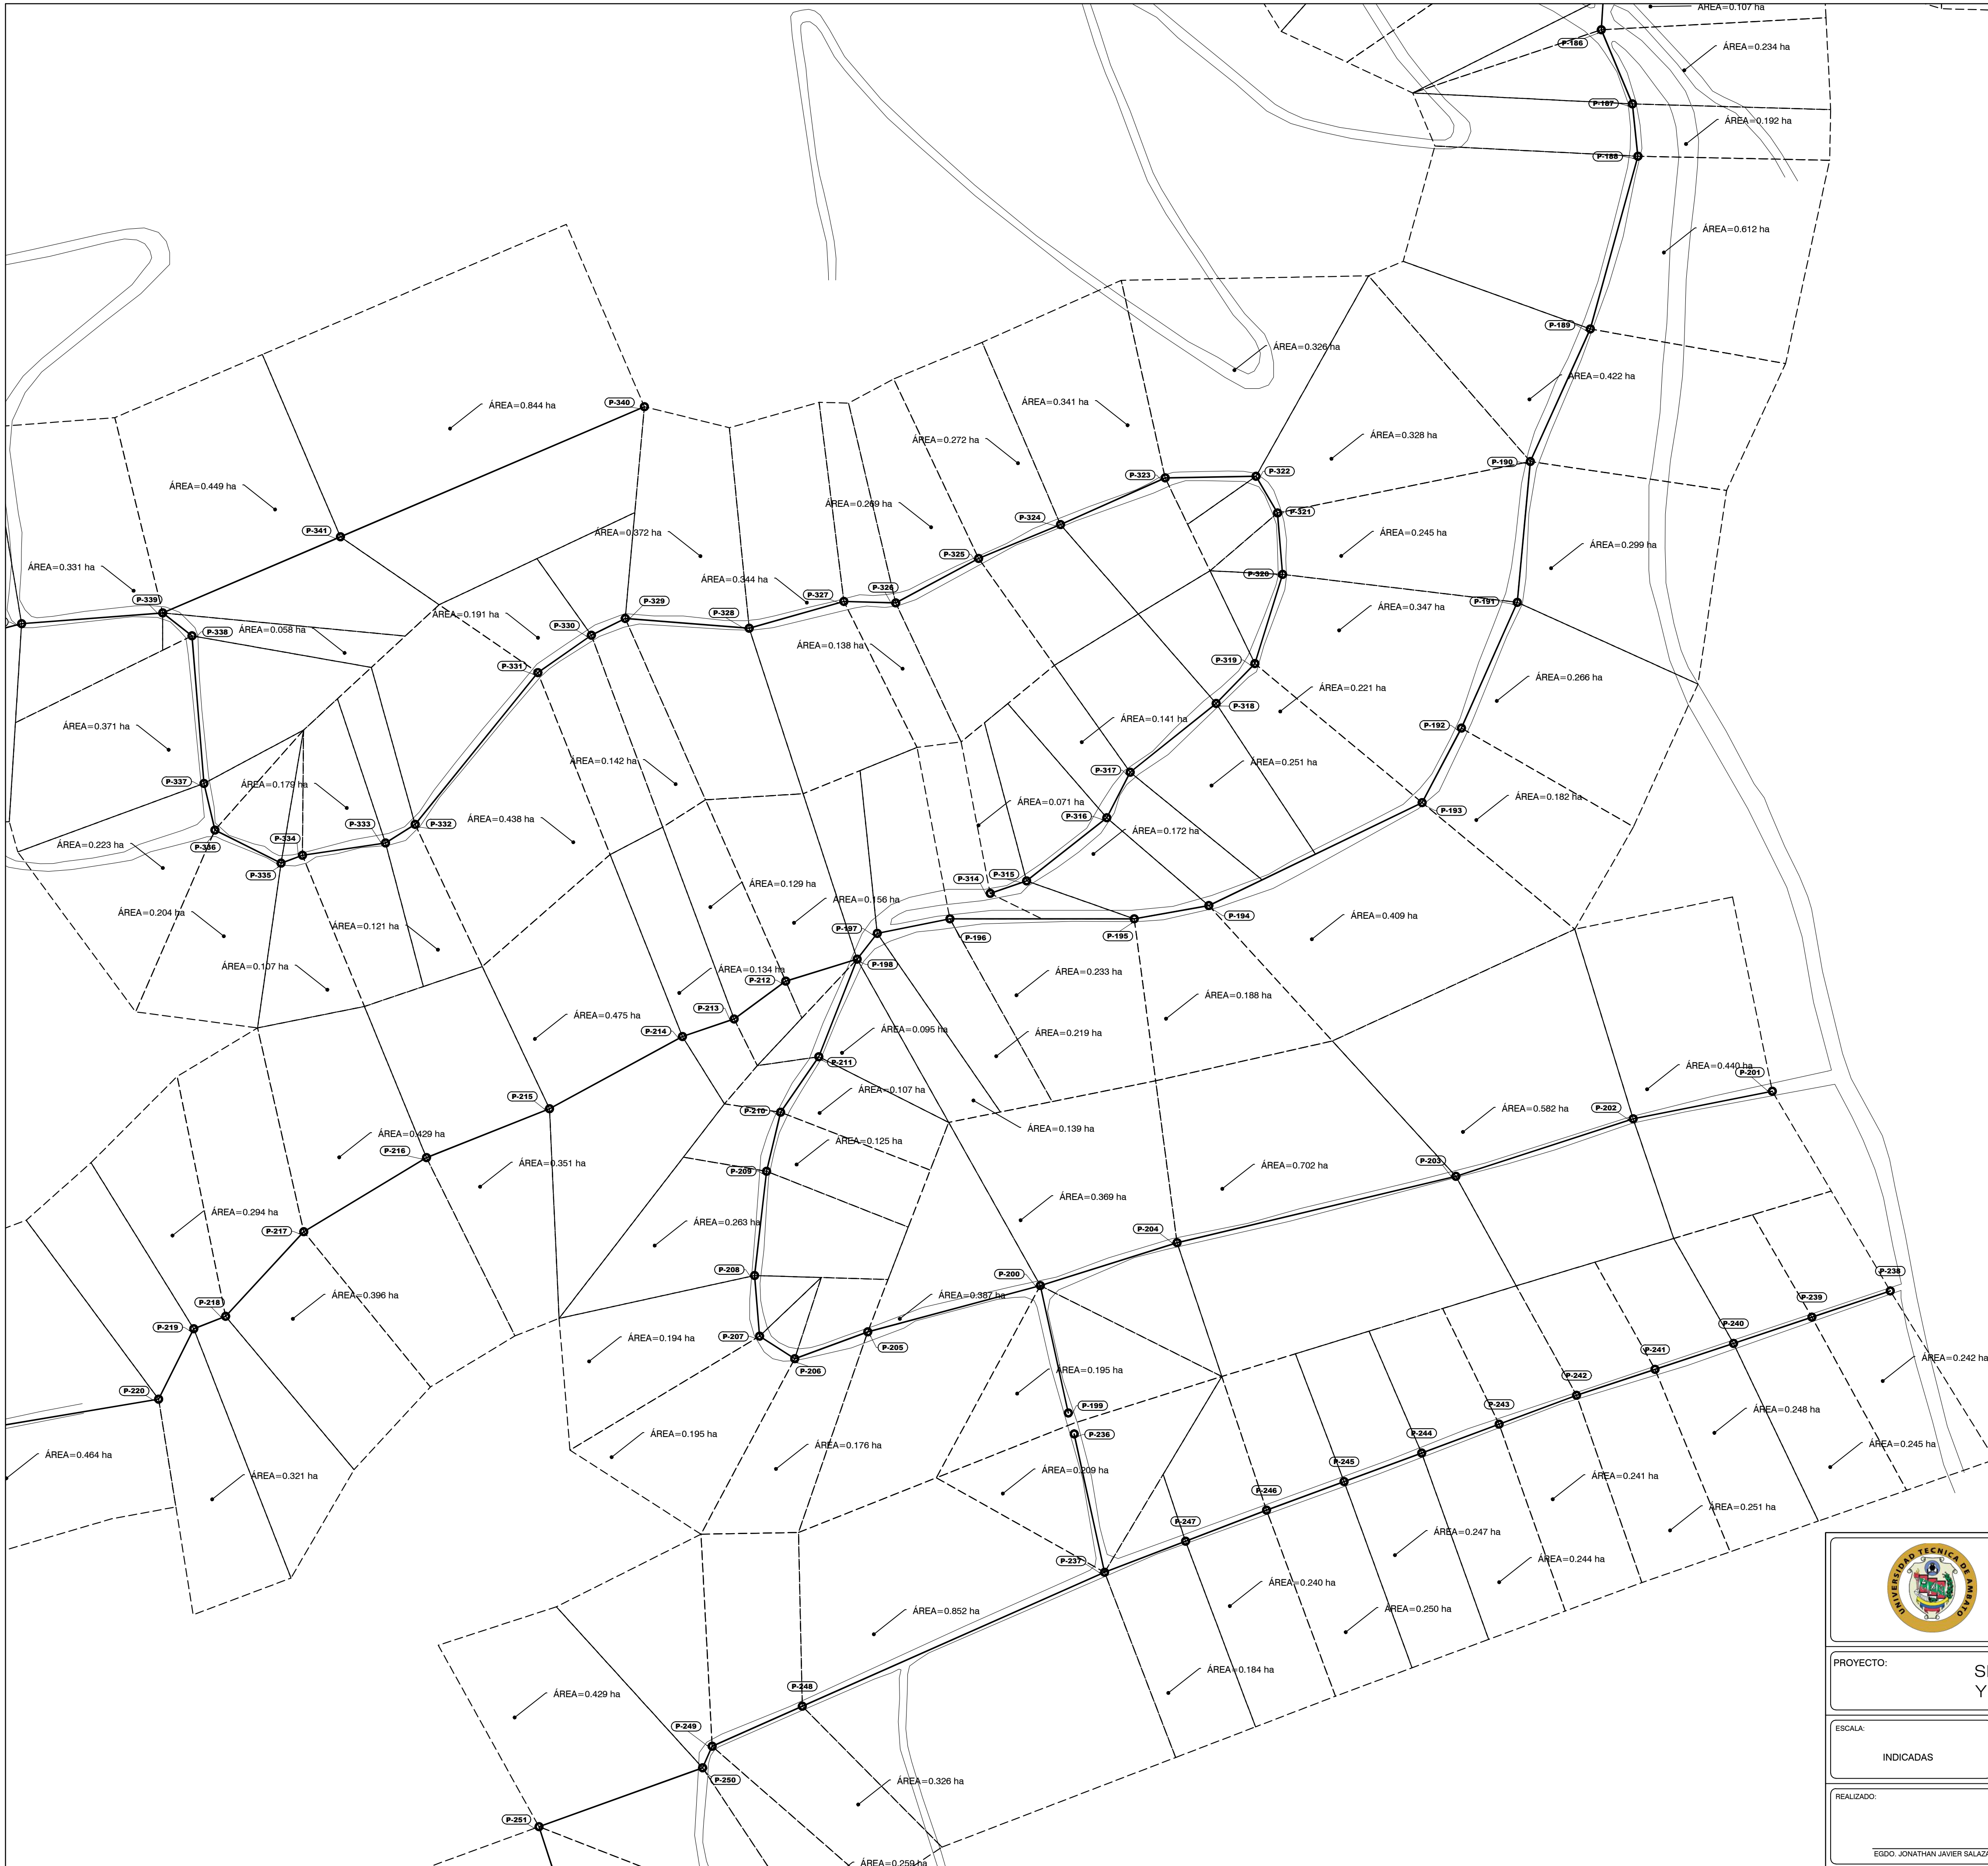 ÁREA=0.107 ha
P-186
ÁREA=0.234 ha
P-187
ÁREA=0.192 ha
P-188
ÁREA=0.612 ha
P-189
ÁREA=0.326 ha
ÁREA=0.422 ha
ÁREA=0.844 ha
P-340
ÁREA=0.341 ha
ÁREA=0.272 ha
ÁREA=0.328 ha
P-190
P-322
P-323
ÁREA=0.449 ha
ÁREA=0.269 ha
P-321
P-324
P-341
ÁREA=0.372 ha
ÁREA=0.245 ha
ÁREA=0.299 ha
P-325
ÁREA=0.331 ha
P-320
ÁREA=0.344 ha
P-326
P-339
P-327
P-191
P-329
ÁREA=0.191 ha
ÁREA=0.347 ha
P-328
P-338
ÁREA=0.058 ha
P-330
ÁREA=0.138 ha
P-319
P-331
ÁREA=0.266 ha
ÁREA=0.221 ha
P-318
ÁREA=0.141 ha
ÁREA=0.371 ha
P-192
ÁREA=0.142 ha
ÁREA=0.251 ha
P-317
P-337
ÁREA=0.179 ha
ÁREA=0.182 ha
ÁREA=0.071 ha
P-193
P-316
ÁREA=0.438 ha
P-333
P-332
ÁREA=0.172 ha
P-334
ÁREA=0.223 ha
P-336
P-335
P-315
P-314
ÁREA=0.129 ha
ÁREA=0.156 ha
ÁREA=0.204 ha
P-194
ÁREA=0.409 ha
ÁREA=0.121 ha
P-197
P-196
P-195
ÁREA=0.107 ha
P-198
ÁREA=0.134 ha
ÁREA=0.233 ha
P-212
ÁREA=0.188 ha
P-213
ÁREA=0.475 ha
P-214
ÁREA=0.095 ha
ÁREA=0.219 ha
P-211
ÁREA=0.440 ha
P-201
ÁREA=0.107 ha
P-215
P-202
ÁREA=0.582 ha
P-210
ÁREA=0.139 ha
ÁREA=0.429 ha
ÁREA=0.125 ha
P-216
P-203
ÁREA=0.351 ha
ÁREA=0.702 ha
P-209
ÁREA=0.294 ha
ÁREA=0.369 ha
ÁREA=0.263 ha
P-217
P-204
P-208
P-200
P-238
ÁREA=0.396 ha
ÁREA=0.387 ha
P-218
P-239
P-219
P-240
P-207
ÁREA=0.194 ha
P-205
P-241
ÁREA=0.242 ha
P-206
ÁREA=0.195 ha
P-242
P-220
P-243
P-199
ÁREA=0.248 ha
ÁREA=0.195 ha
P-236
P-244
ÁREA=0.176 ha
ÁREA=0.245 ha
ÁREA=0.464 ha
P-245
ÁREA=0.209 ha
ÁREA=0.321 ha
ÁREA=0.241 ha
P-246
ÁREA=0.251 ha
P-247
ÁREA=0.247 ha
P-237
ÁREA=0.244 ha
ÁREA=0.240 ha
ÁREA=0.852 ha
ÁREA=0.250 ha
ÁREA=0.184 ha
P-248
ÁREA=0.429 ha
P-249
P-250
ÁREA=0.326 ha
P-251
ÁREA=0.259 ha
UNIVERSIDAD TECNICA DE AMBATO
PROYECTO:
Y
ESCALA:
INDICADAS
REALIZADO:
EGDO. JONATHAN JAVIER